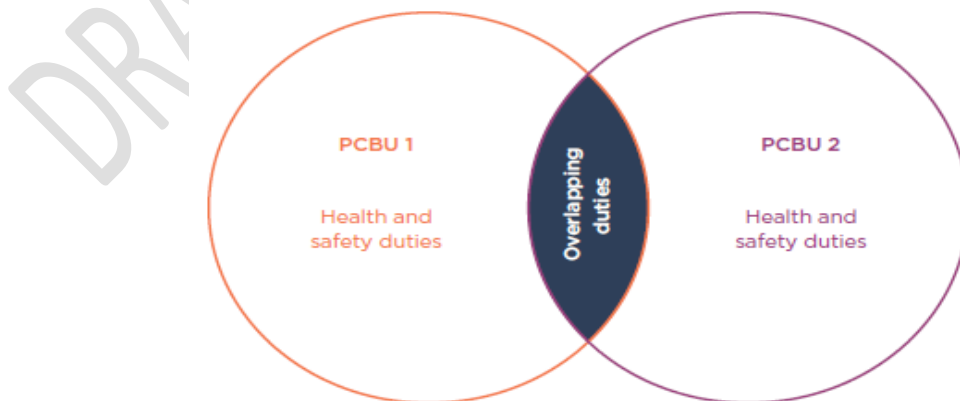 PCBU 1
Health and
safety duties
Overlapping
duties
PCBU 2
Health and
safety duties